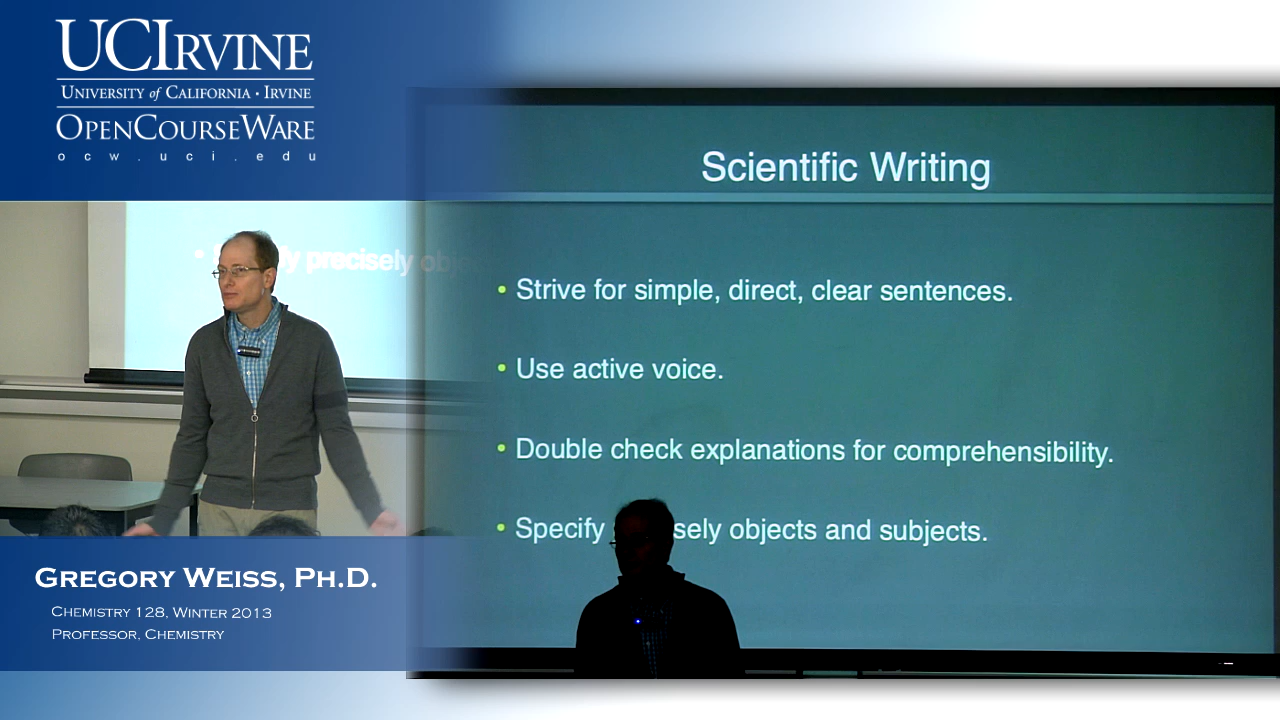 UCIRVINE
UNIVERSITY of CALIFORNIA · IRVINE
OPENCOURSEWARE
ocw.uci.edu
precisely
GREGORY WEISS, PH.D.
CHEMISTRY 128, WINTER 2013
PROFESSOR, CHEMISTRY
Scientific Writing
• Strive for simple, direct, clear sentences.
• Use active voice.
• Double check explanations for comprehensibility.
• Specify objects and subjects.